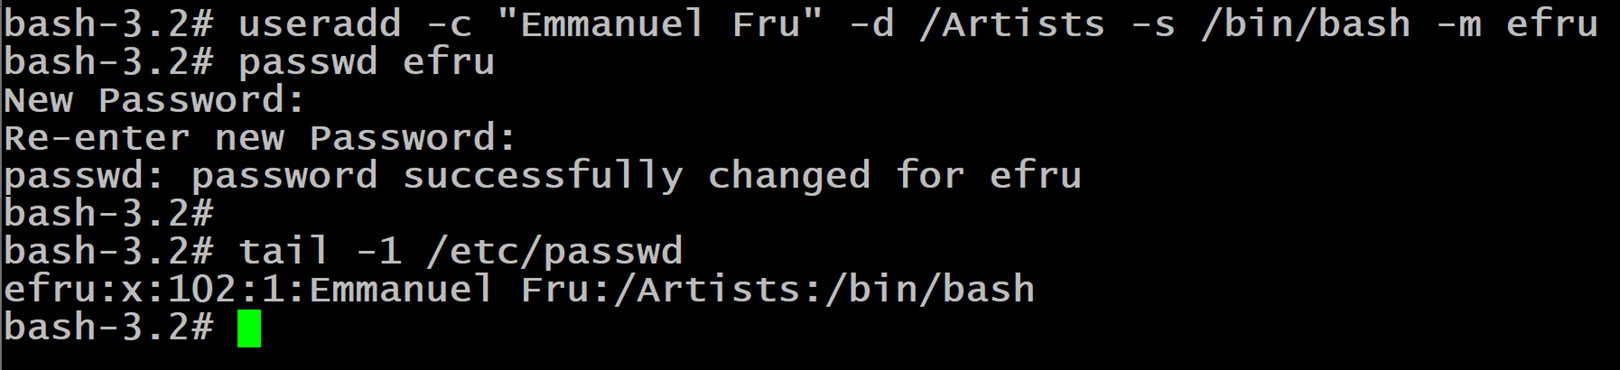 bash-3.2# useradd -c "Emmanuel Fru" -d /Artists -s /bin/bash -m efru
bash-3.2# passwd efru
New Password:
Re-enter new Password:
passwd: password successfully changed for efru
bash-3.2#
bash-3.2# tail -1 /etc/passwd
efru:x:102:1:Emmanuel Fru:/Artists:/bin/bash
bash-3.2#